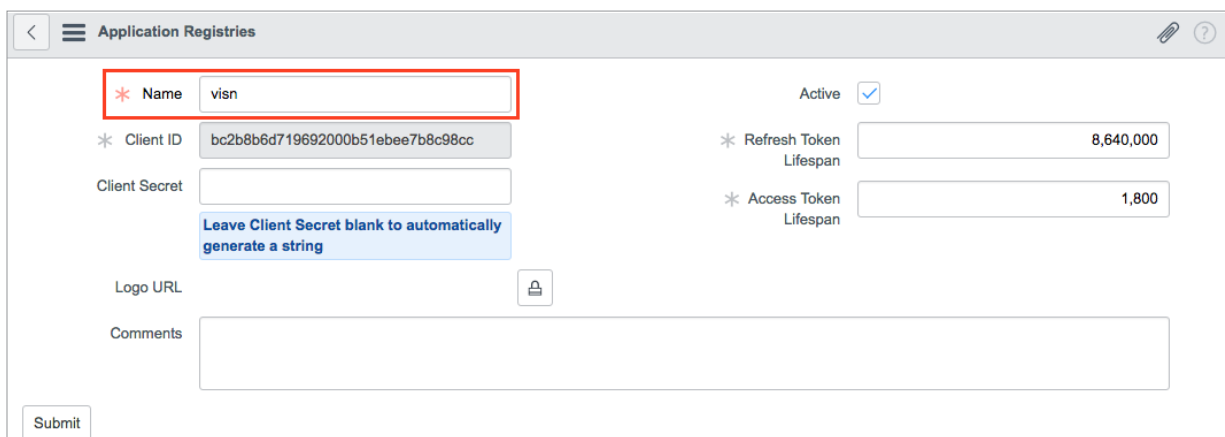 Application Registries
Name visn
Active
Client ID bc2b8b6d719692000b51ebee7b8c98cc
Refresh Token Lifespan 8,640,000
Client Secret
Leave Client Secret blank to automatically
generate a string
Access Token Lifespan 1,800
Logo URL
Comments
Submit